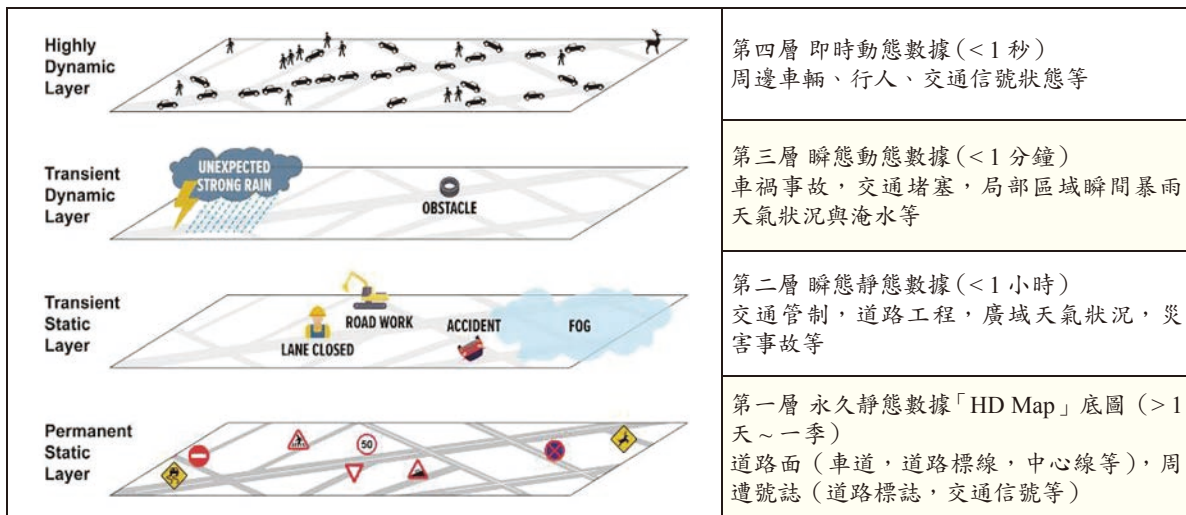 Highly
Dynamic
Layer
第四層 即時動態數據(<1 秒)
周邊車輛、行人、交通信號狀態等
Transient
Dynamic
Layer
UNEXPECTED
STRONG RAIN
OBSTACLE
第三層 瞬態動態數據(<1 分鐘)
車禍事故,交通堵塞,局部區域瞬間暴雨
天氣狀況與淹水等
Transient
Static
Layer
ROAD WORK
LANE CLOSED
ACCIDENT
FOG
第二層 瞬態靜態數據(<1 小時)
交通管制,道路工程,廣域天氣狀況,災
害事故等
Permanent
Static
Layer
50
第一層 永久靜態數據「HD Map」底圖(>1
天~一季)
道路面(車道,道路標線,中心線等),周
遭號誌(道路標誌,交通信號等)